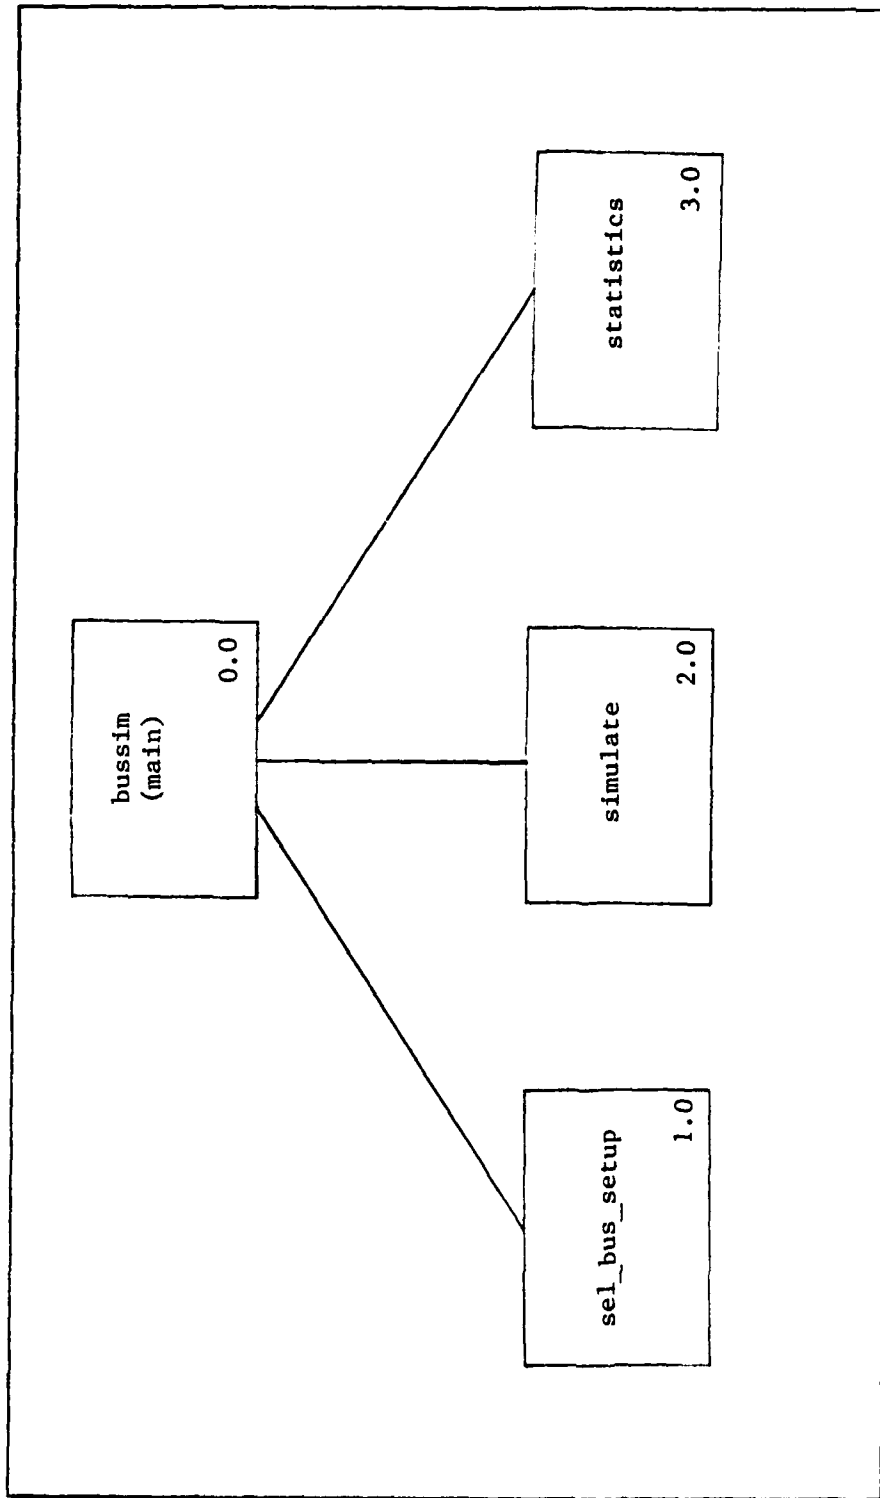 bussim
(main)
0.0
sel_bus_setup
1.0
simulate
2.0
statistics
3.0